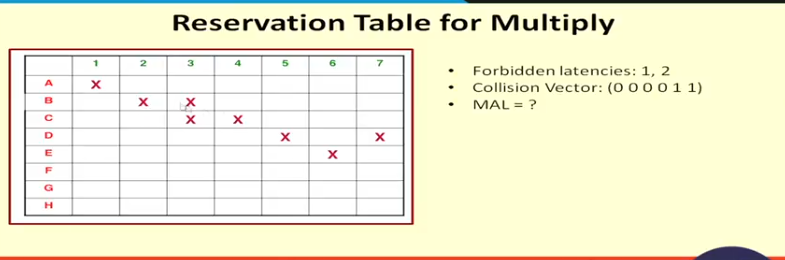 Reservation Table for Multiply
1 2 3 4 5 6 7
A X
B X X
C X X
D X X
E X
F
G
H
• Forbidden latencies: 1, 2
• Collision Vector: (0 0 0 0 1 1)
• MAL = ?